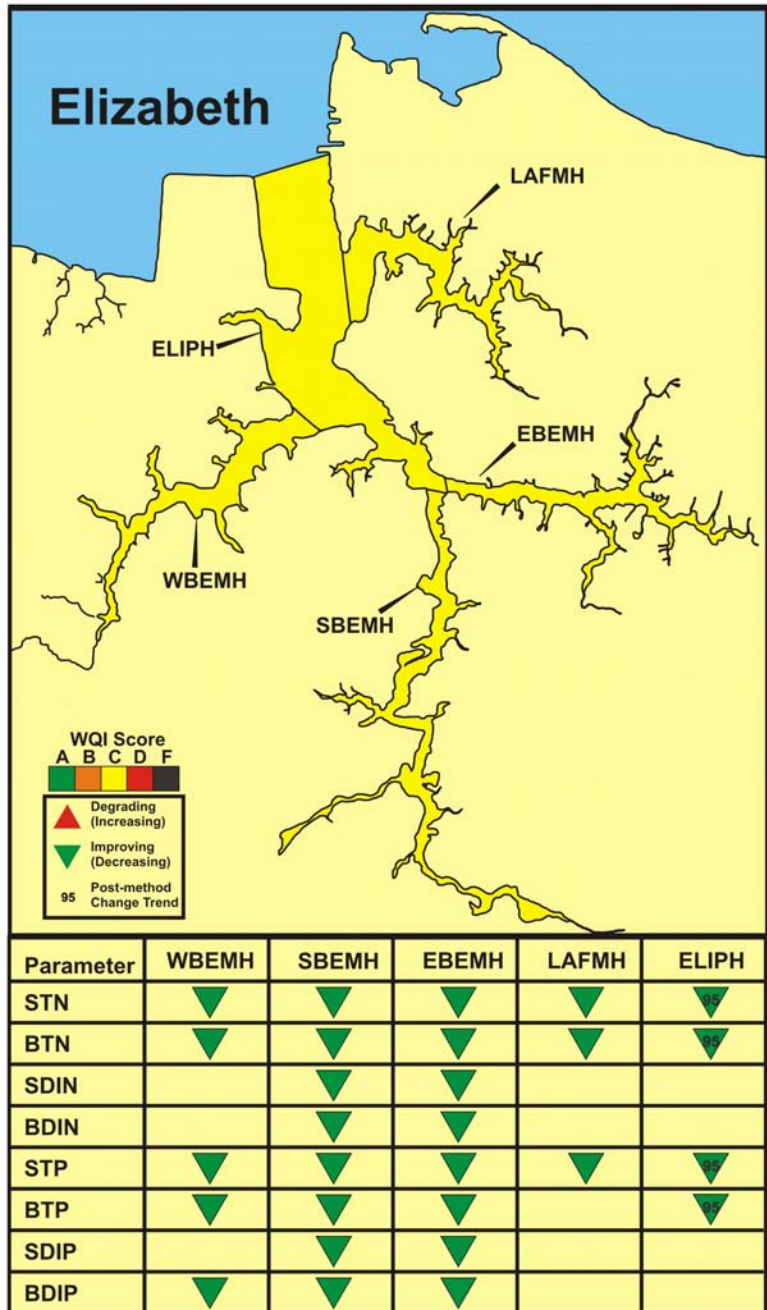 Elizabeth
LAFMH
ELIPH
EBEMH
WBEMH
SBEMH
WQI Score
A B C D F
Degrading
(Increasing)
Improving
(Decreasing)
95 Post-method
Change Trend
Parameter WBEMH SBEMH EBEMH LAFMH ELIPH
STN 95
BTN 95
SDIN
BDIN
STP 95
BTP 95
SDIP
BDIP